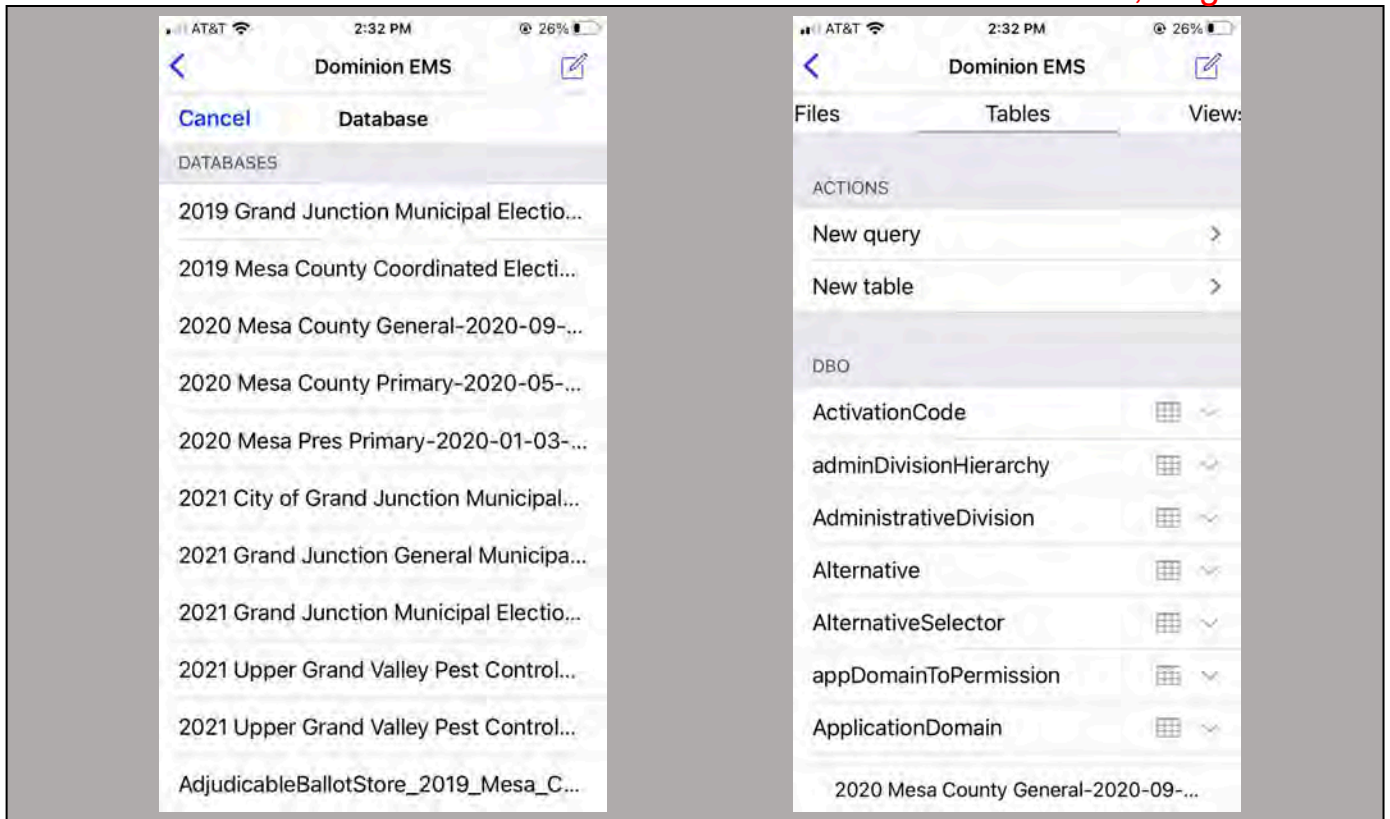 AT&T 2:32 PM 26%
Dominion EMS
Cancel Database
DATABASES
2019 Grand Junction Municipal Electio...
2019 Mesa County Coordinated Electi...
2020 Mesa County General-2020-09-...
2020 Mesa County Primary-2020-05-...
2020 Mesa Pres Primary-2020-01-03-...
2021 City of Grand Junction Municipal...
2021 Grand Junction General Municipa...
2021 Grand Junction Municipal Electio...
2021 Upper Grand Valley Pest Control...
2021 Upper Grand Valley Pest Control...
AdjudicableBallotStore_2019_Mesa_C...
AT&T 2:32 PM 26%
Dominion EMS
Files Tables Views
ACTIONS
New query
New table
DBO
ActivationCode
adminDivisionHierarchy
AdministrativeDivision
Alternative
AlternativeSelector
appDomainToPermission
ApplicationDomain
2020 Mesa County General-2020-09-...